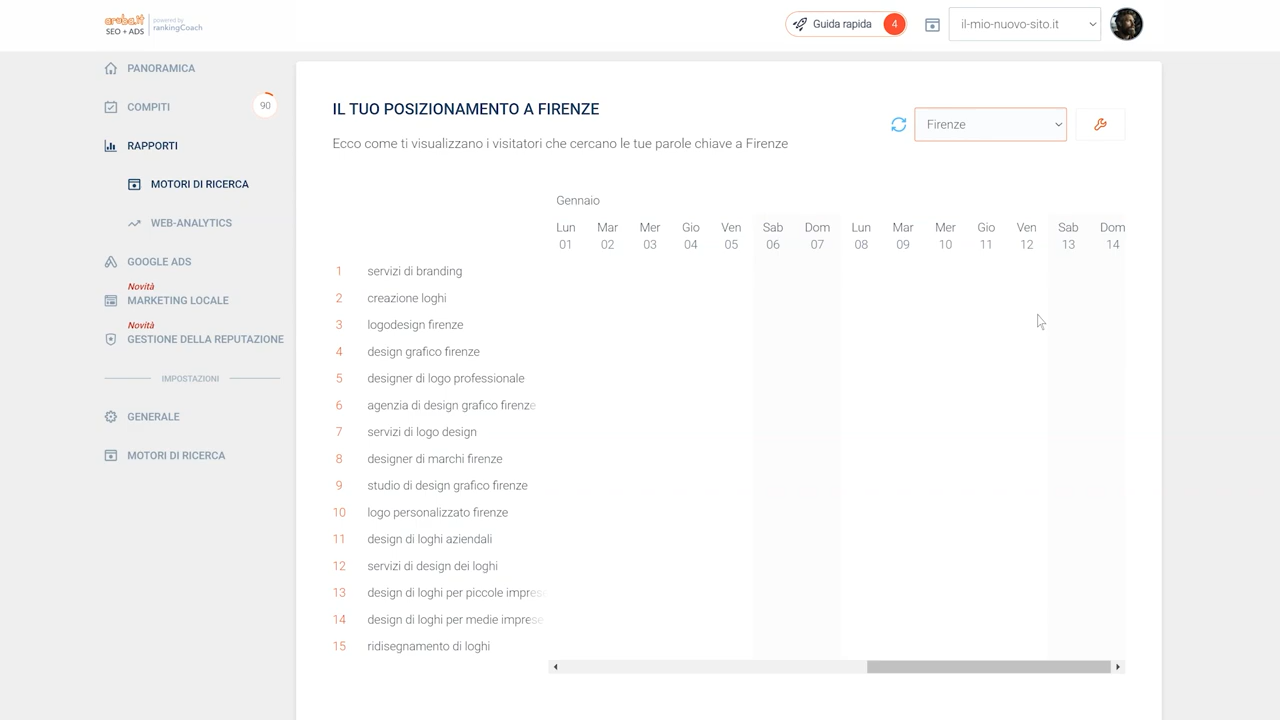 aruba.it
SEO + ADS
powered by
rankingCoach
Guida rapida
4
il-mio-nuovo-sito.it
PANORAMICA
COMPITI
90
RAPPORTI
MOTORI DI RICERCA
WEB-ANALYTICS
GOOGLE ADS
Novità
MARKETING LOCALE
Novità
GESTIONE DELLA REPUTAZIONE
IMPOSTAZIONI
GENERALE
MOTORI DI RICERCA
IL TUO POSIZIONAMENTO A FIRENZE
Ecco come ti visualizzano i visitatori che cercano le tue parole chiave a Firenze
Firenze
Gennaio
Lun Mar Mer Gio Ven Sab Dom Lun Mar Mer Gio Ven Sab Dom
01 02 03 04 05 06 07 08 09 10 11 12 13 14
1 servizi di branding
2 creazione loghi
3 logodesign firenze
4 design grafico firenze
5 designer di logo professionale
6 agenzia di design grafico firenze
7 servizi di logo design
8 designer di marchi firenze
9 studio di design grafico firenze
10 logo personalizzato firenze
11 design di loghi aziendali
12 servizi di design dei loghi
13 design di loghi per piccole imprese
14 design di loghi per medie imprese
15 ridisegnamento di loghi